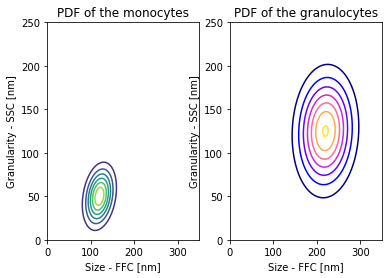 PDF of the monocytes
250
200
150
100
50
0
Granularity - SSC [nm]
0 100 200 300
Size - FFC [nm]
PDF of the granulocytes
250
200
150
100
50
0
Granularity - SSC [nm]
0 100 200 300
Size - FFC [nm]